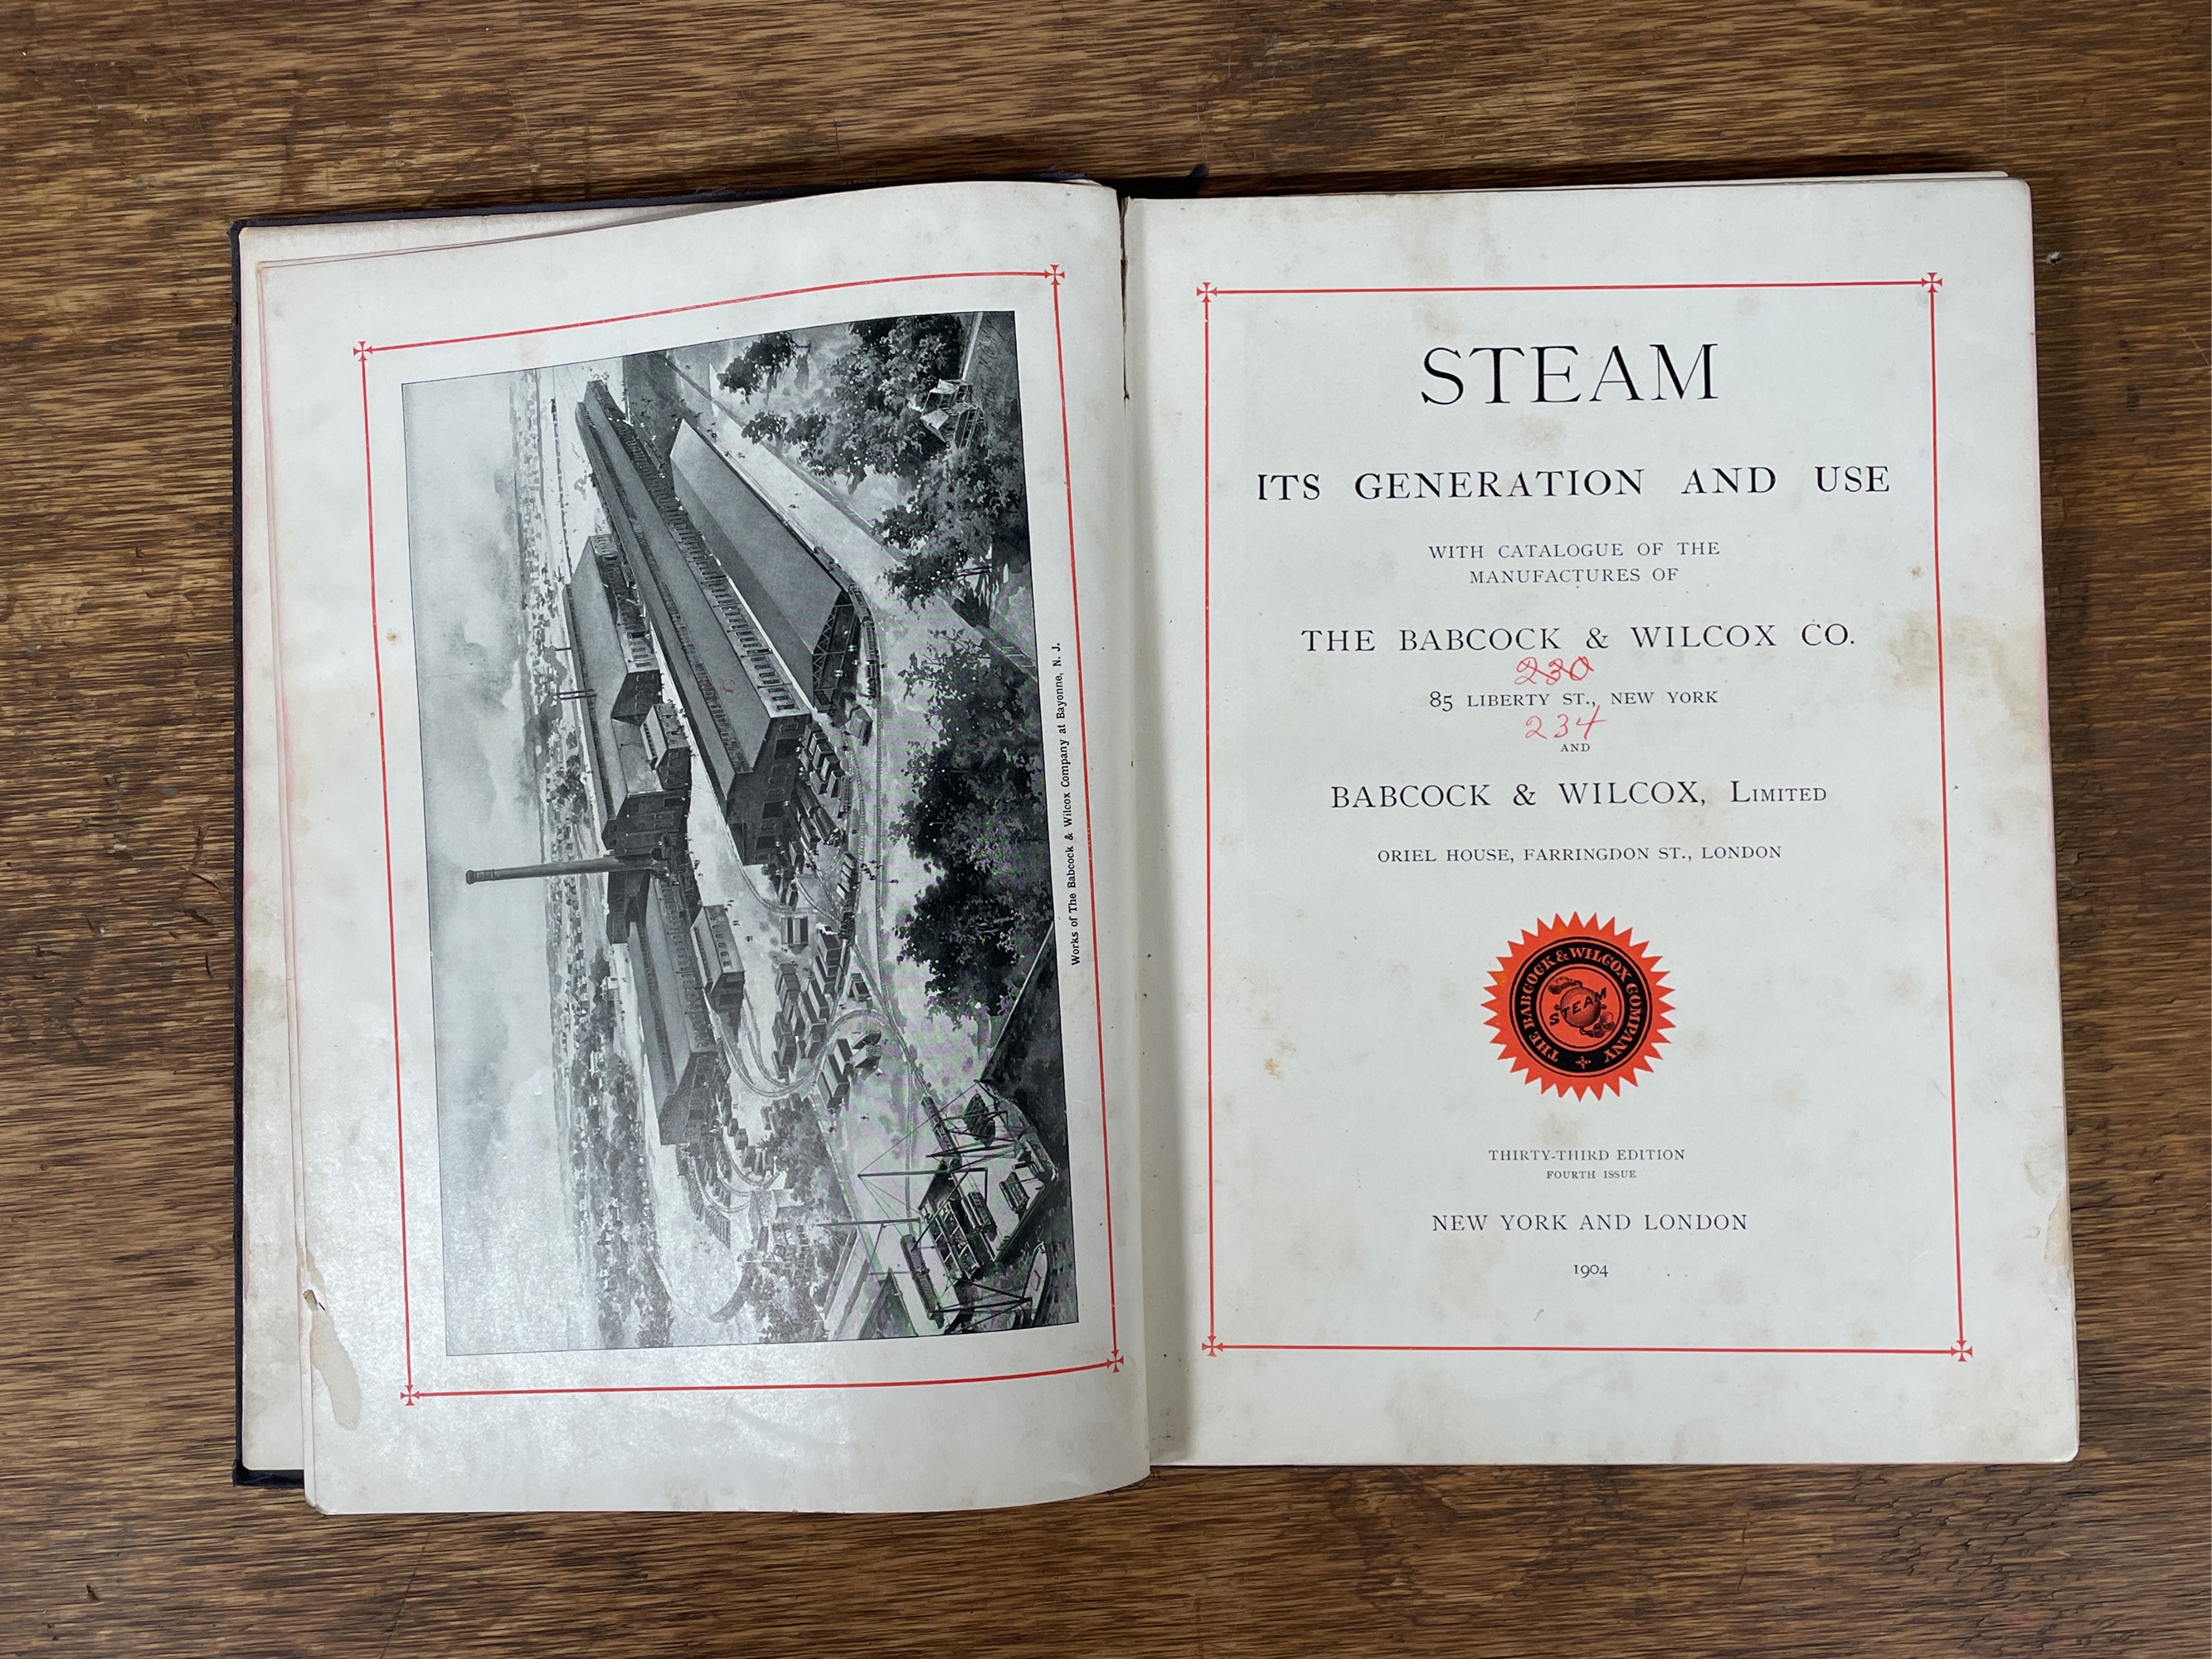 Works of The Babcock & Wilcox Company at Bayonne, N. J.
STEAM
ITS GENERATION AND USE
WITH CATALOGUE OF THE
MANUFACTURES OF
THE BABCOCK & WILCOX CO.
230
85 LIBERTY ST., NEW YORK
234
AND
BABCOCK & WILCOX, LIMITED
ORIEL HOUSE, FARRINGDON ST., LONDON
THE BABCOCK & WILCOX COMPANY
STEAM
THIRTY-THIRD EDITION
FOURTH ISSUE
NEW YORK AND LONDON
1904